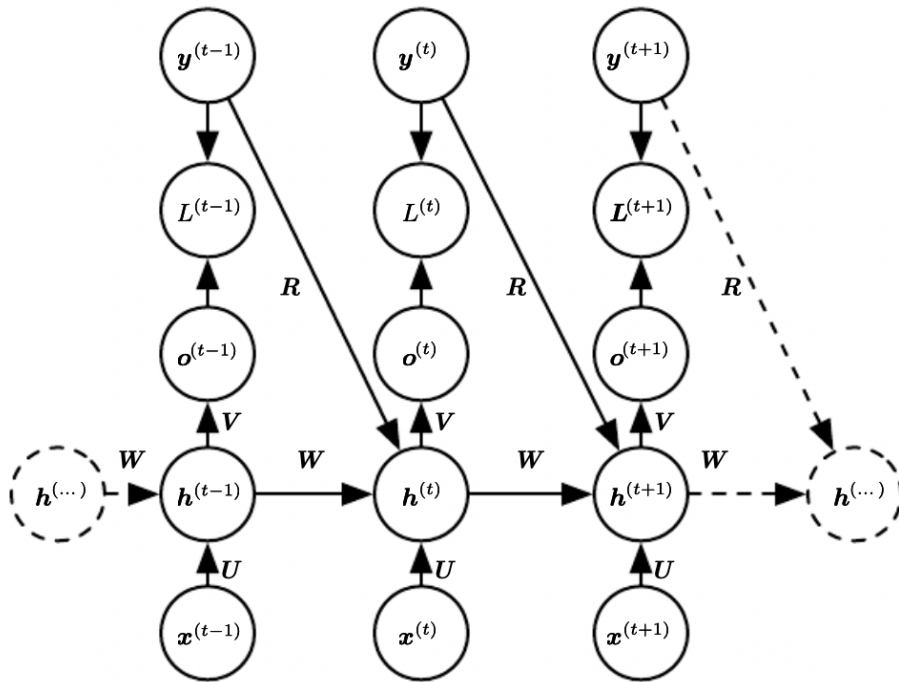 y^(t−1) y^(t) y^(t+1)
L^(t−1) L^(t) L^(t+1)
R R R
o^(t−1) o^(t) o^(t+1)
V V V
W W W W
h^(...) h^(t−1) h^(t) h^(t+1) h^(...)
U U U
x^(t−1) x^(t) x^(t+1)